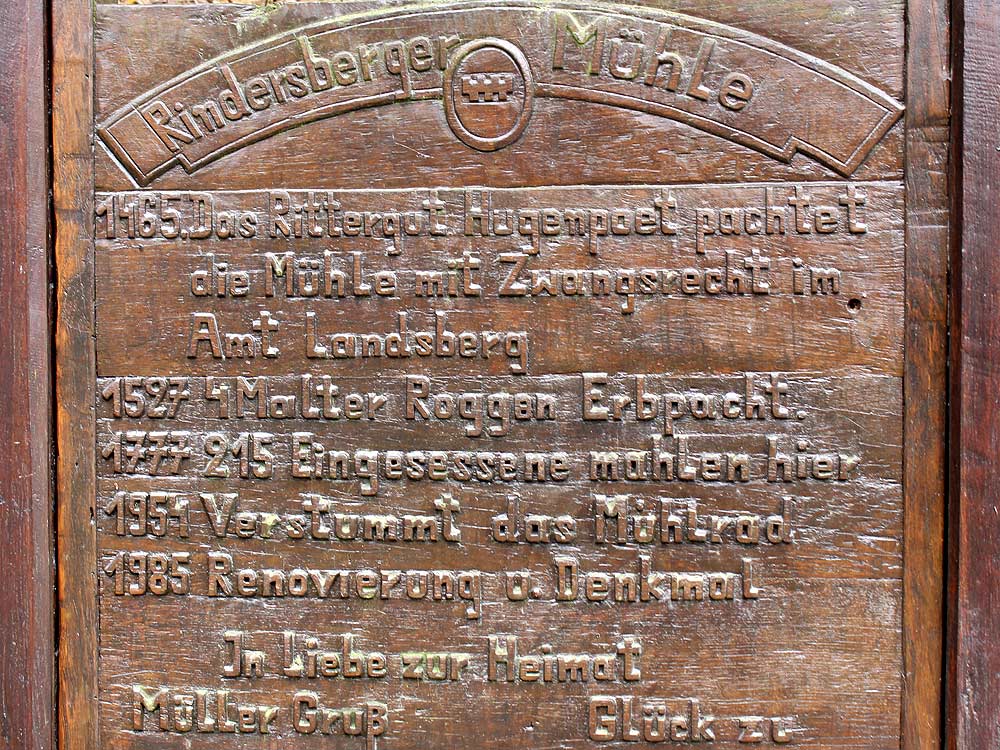 Rindersberger Mühle
1465. Das Rittergut Hugenpoet pachtet
die Mühle mit Zwangsrecht im
Amt Landsberg
1527 4 Malter Roggen Erbpacht.
1777 215 Eingesessene mahlen hier
1954 Verstummt das Mühlrad
1985 Renovierung u. Denkmal
In Liebe zur Heimat
Müller Gruß Glück zu